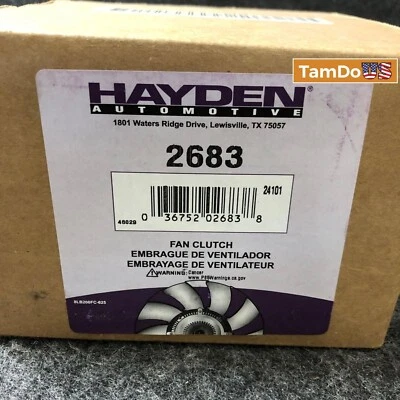 TamDo
HAYDEN
AUTOMOTIVE
1801 Waters Ridge Drive, Lewisville, TX 75057
2683
24101
48029
0 36752 02683 8
FAN CLUTCH
EMBRAGUE DE VENTILADOR
EMBRAYAGE DE VENTILATEUR
WARNING: Cancer
www.P65Warnings.ca.gov